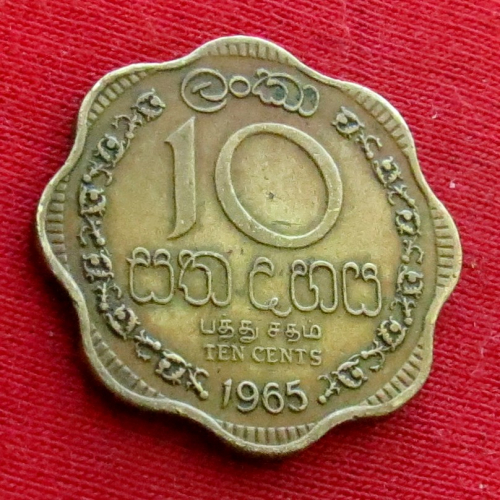 ලංකා
10
සත දහය
பத்து சதம்
TEN CENTS
1965